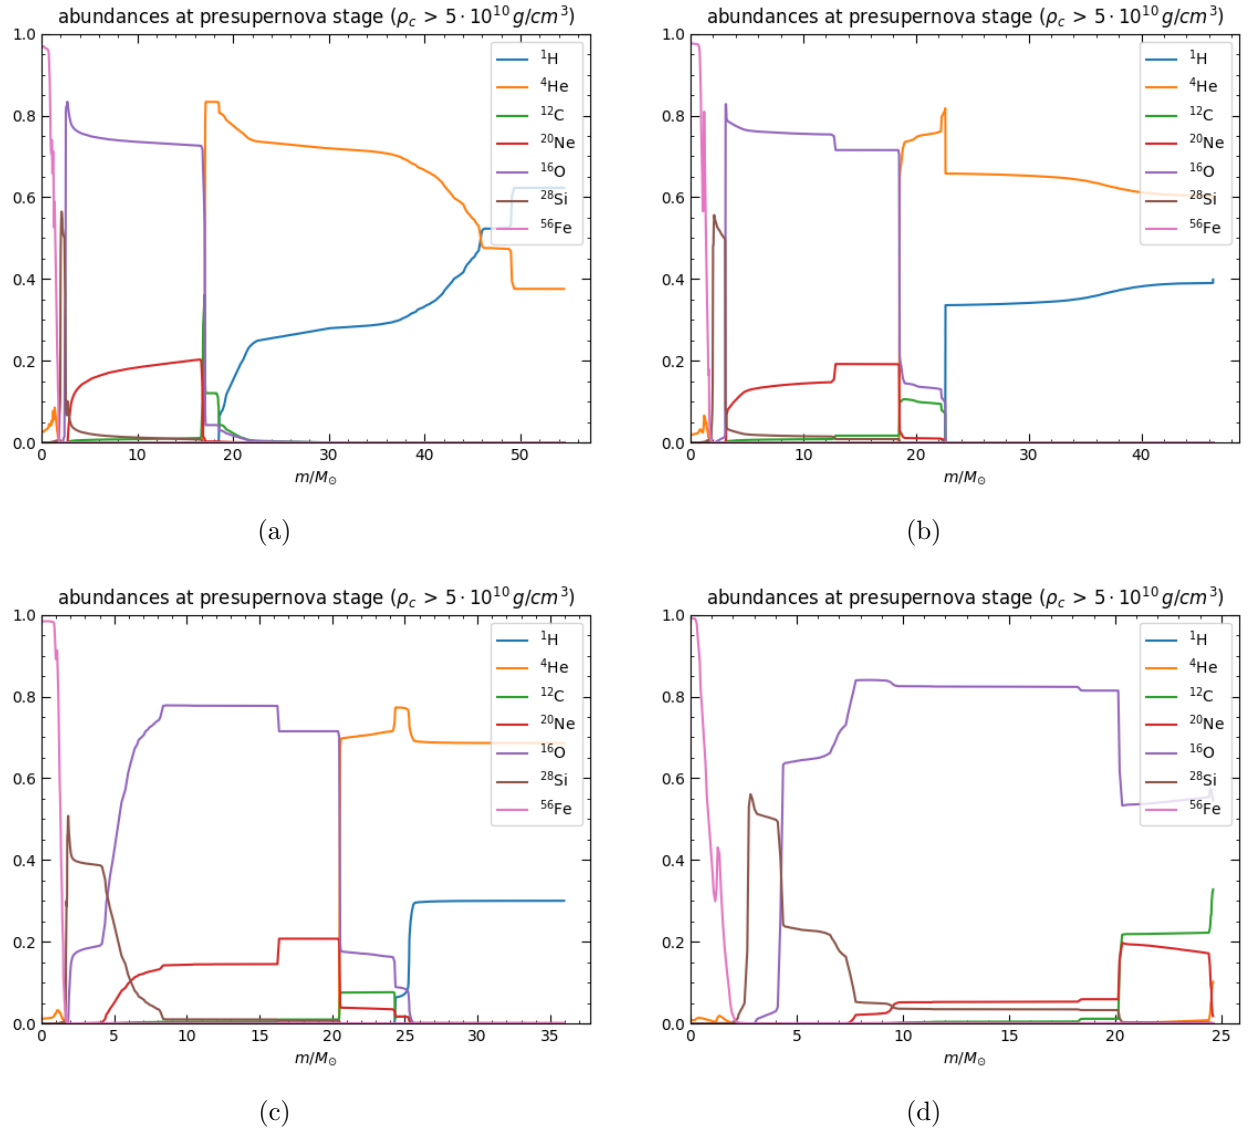 abundances at presupernova stage (ρc > 5·10^10 g/cm^3)
1.0
0.8
0.6
0.4
0.2
0.0
^1H
^4He
^12C
^20Ne
^16O
^28Si
^56Fe
0 10 20 30 40 50
m/M⊙
(a)
abundances at presupernova stage (ρc > 5·10^10 g/cm^3)
1.0
0.8
0.6
0.4
0.2
0.0
^1H
^4He
^12C
^20Ne
^16O
^28Si
^56Fe
0 10 20 30 40
m/M⊙
(b)
abundances at presupernova stage (ρc > 5·10^10 g/cm^3)
1.0
0.8
0.6
0.4
0.2
0.0
^1H
^4He
^12C
^20Ne
^16O
^28Si
^56Fe
0 5 10 15 20 25 30 35
m/M⊙
(c)
abundances at presupernova stage (ρc > 5·10^10 g/cm^3)
1.0
0.8
0.6
0.4
0.2
0.0
^1H
^4He
^12C
^20Ne
^16O
^28Si
^56Fe
0 5 10 15 20 25
m/M⊙
(d)